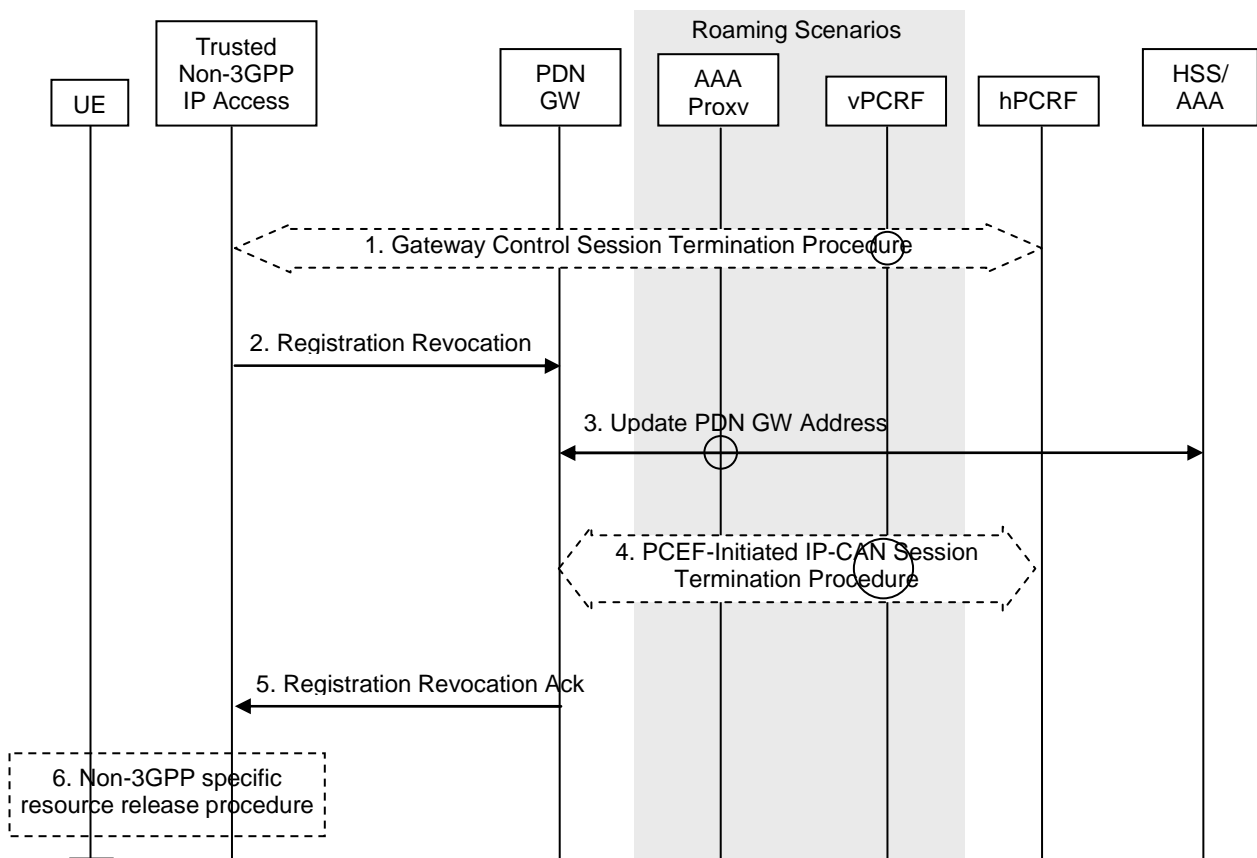 Roaming Scenarios
UE
Trusted
Non-3GPP
IP Access
PDN
GW
AAA
Proxv
vPCRF
hPCRF
HSS/
AAA
1. Gateway Control Session Termination Procedure
2. Registration Revocation
3. Update PDN GW Address
4. PCEF-Initiated IP-CAN Session
Termination Procedure
5. Registration Revocation Ack
6. Non-3GPP specific
resource release procedure